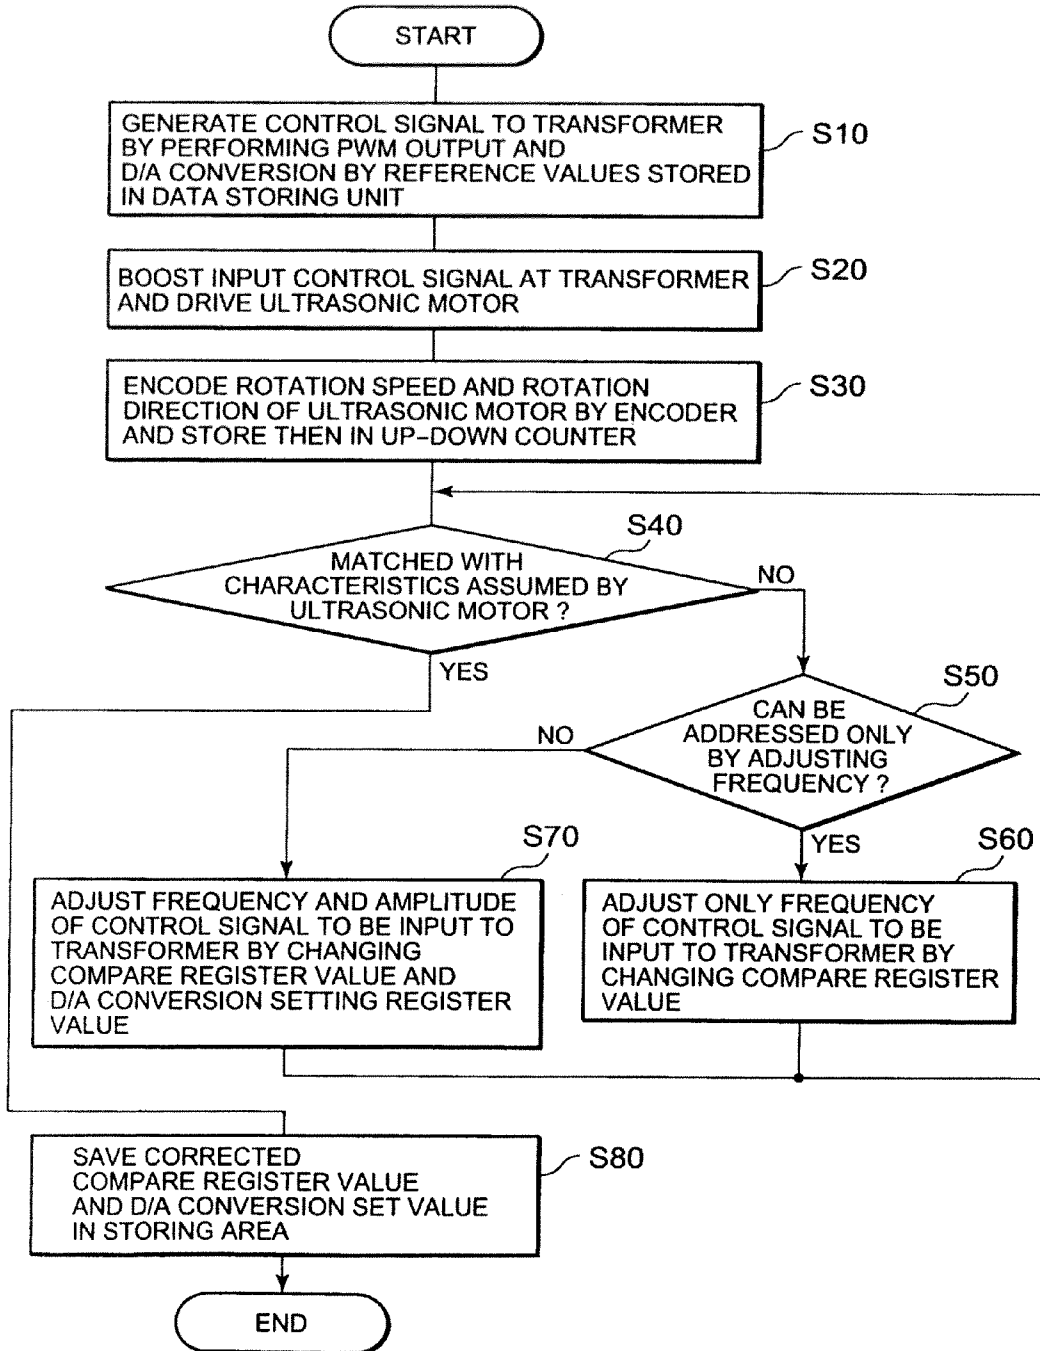 START
GENERATE CONTROL SIGNAL TO TRANSFORMER
BY PERFORMING PWM OUTPUT AND
D/A CONVERSION BY REFERENCE VALUES STORED
IN DATA STORING UNIT
S10
BOOST INPUT CONTROL SIGNAL AT TRANSFORMER
AND DRIVE ULTRASONIC MOTOR
S20
ENCODE ROTATION SPEED AND ROTATION
DIRECTION OF ULTRASONIC MOTOR BY ENCODER
AND STORE THEN IN UP-DOWN COUNTER
S30
S40
MATCHED WITH
CHARACTERISTICS ASSUMED BY
ULTRASONIC MOTOR ?
NO
YES
S50
CAN BE
ADDRESSED ONLY
BY ADJUSTING
FREQUENCY ?
NO
YES
S70
ADJUST FREQUENCY AND AMPLITUDE
OF CONTROL SIGNAL TO BE INPUT TO
TRANSFORMER BY CHANGING
COMPARE REGISTER VALUE AND
D/A CONVERSION SETTING REGISTER
VALUE
S60
ADJUST ONLY FREQUENCY
OF CONTROL SIGNAL TO BE
INPUT TO TRANSFORMER BY
CHANGING COMPARE REGISTER
VALUE
SAVE CORRECTED
COMPARE REGISTER VALUE
AND D/A CONVERSION SET VALUE
IN STORING AREA
S80
END